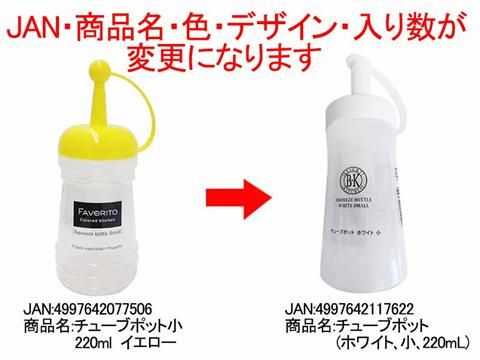 JAN・商品名・色・デザイン・入り数が
変更になります
FAVORITO
Colored kitchen
BK
SQUEEZE BOTTLE
WHITE SMALL
チューブポット ホワイト 小
JAN:4997642077506
商品名:チューブポット小
220ml イエロー
JAN:4997642117622
商品名:チューブポット
(ホワイト、小、220mL)